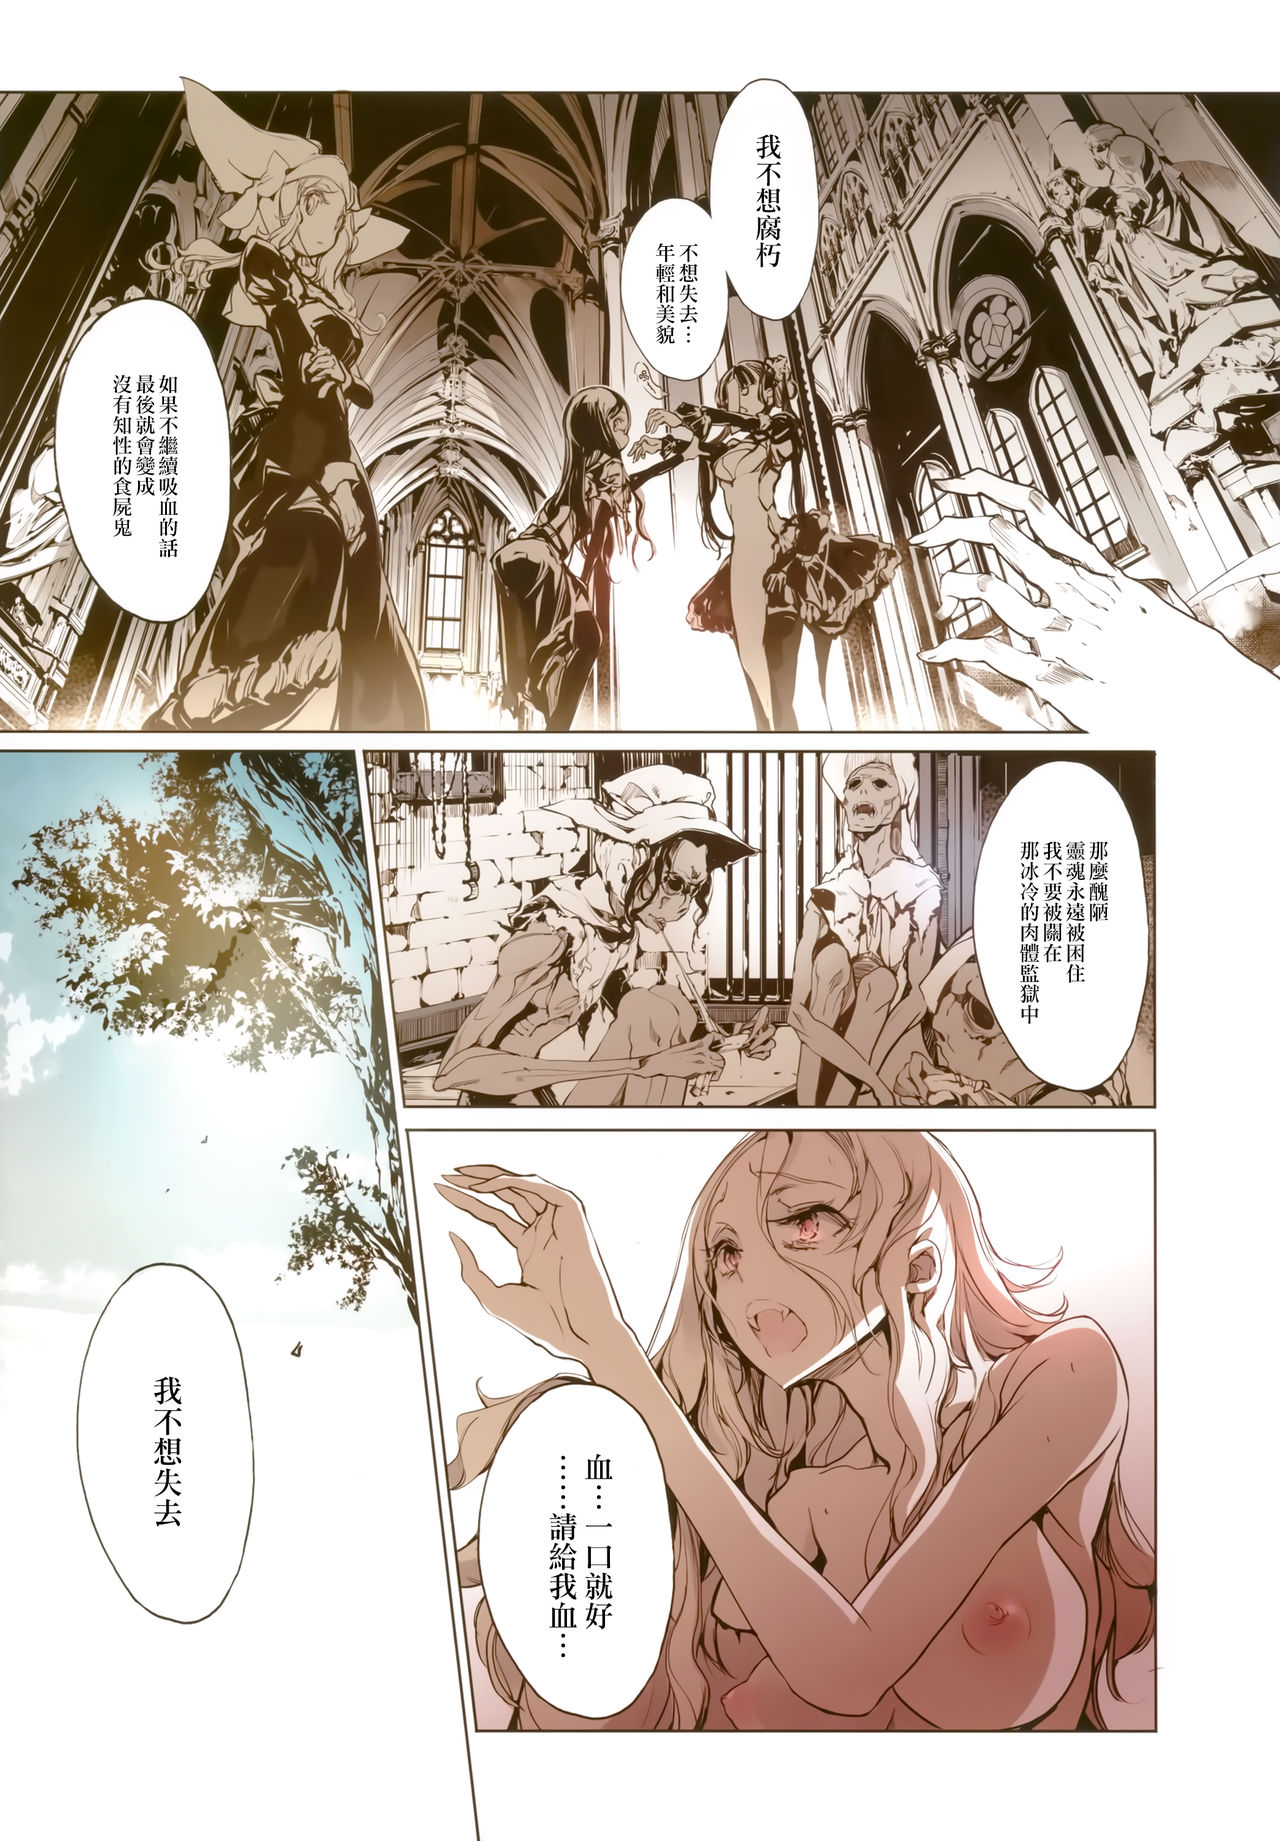 我不想腐朽
不想失去…
年輕和美貌
如果不繼續吸血的話
最後就會變成
沒有知性的食屍鬼
那麼醜陋
靈魂永遠被困住
我不要被關在
那冰冷的肉體監獄中
血…一口就好
……請給我血…
我不想失去